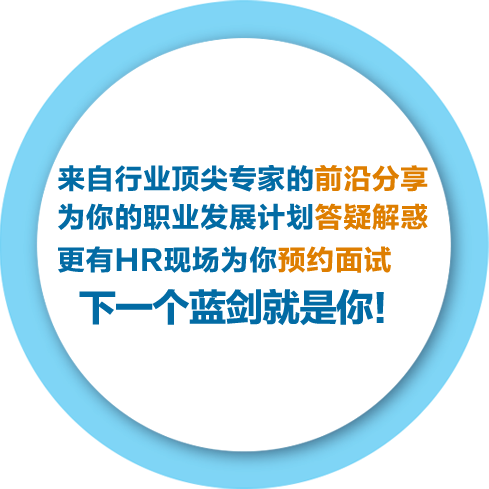 来自行业顶尖专家的前沿分享
为你的职业发展计划答疑解惑
更有HR现场为你预约面试
下一个蓝剑就是你!